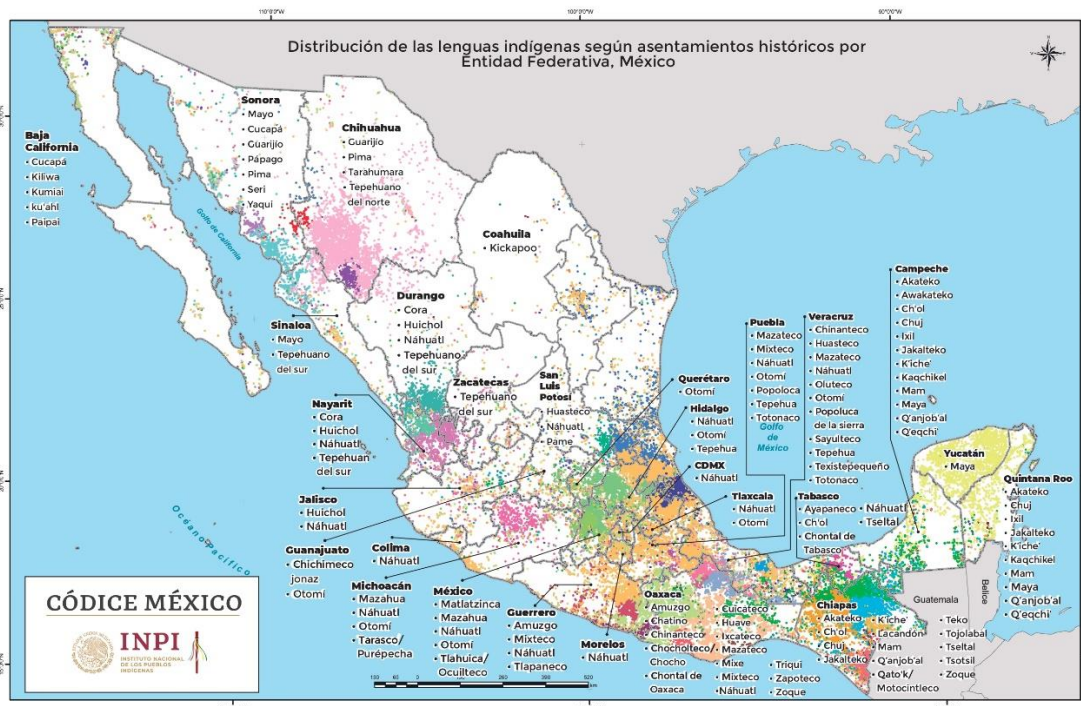 110°0'0"O
100°0'0"O
90°0'0"O
Distribución de las lenguas indígenas según asentamientos históricos por
Entidad Federativa, México
Baja
California
• Cucapá
• Kiliwa
• Kumiai
• ku'ahl
• Paipai
Sonora
• Mayo
• Cucapá
• Guarijío
• Pápago
• Pima
• Seri
• Yaqui
Chihuahua
• Guarijío
• Pima
• Tarahumara
• Tepehuano
del norte
Golfo de California
Coahuila
• Kickapoo
Sinaloa
• Mayo
• Tepehuano
del sur
Durango
• Cora
• Huichol
• Náhuatl
• Tepehuano
del sur
Zacatecas
• Tepehuano
del sur
San
Luis
Potosí
• Huasteco
• Náhuatl
• Pame
Nayarit
• Cora
• Huichol
• Náhuatl
• Tepehuan
del sur
Jalisco
• Huichol
• Náhuatl
Guanajuato
• Chichimeco
jonaz
• Otomí
Colima
• Náhuatl
Michoacán
• Mazahua
• Náhuatl
• Otomí
• Tarasco/
Purépecha
México
• Matlatzinca
• Mazahua
• Náhuatl
• Otomí
• Tlahuica/
Ocuilteco
Guerrero
• Amuzgo
• Mixteco
• Náhuatl
• Tlapaneco
Morelos
• Náhuatl
Querétaro
• Otomí
Hidalgo
• Náhuatl
• Otomí
• Tepehua
CDMX
• Náhuatl
Tlaxcala
• Náhuatl
• Otomí
Puebla
• Mazateco
• Mixteco
• Náhuatl
• Otomí
• Popoloca
• Tepehua
• Totonaco
Golfo
de
México
Veracruz
• Chinanteco
• Huasteco
• Mazateco
• Náhuatl
• Oluteco
• Otomí
• Popoluca
de la sierra
• Sayulteco
• Tepehua
• Texistepequeño
• Totonaco
Tabasco
• Ayapaneco
• Ch'ol
• Chontal de
Tabasco
• Náhuatl
• Tseltal
Campeche
• Akateko
• Awakateko
• Ch'ol
• Chuj
• Ixil
• Jakalteko
• K'iche'
• Kaqchikel
• Mam
• Maya
• Q'anjob'al
• Q'eqchi'
Yucatán
• Maya
Quintana Roo
• Akateko
• Chuj
• Ixil
• Jakalteko
• K'iche'
• Kaqchikel
• Mam
• Maya
• Q'anjob'al
• Q'eqchi'
Oaxaca
• Amuzgo
• Chatino
• Chinanteco
• Chocholteco/
Chocho
• Chontal de
Oaxaca
• Cuicateco
• Huave
• Ixcateco
• Mazateco
• Mixe
• Mixteco
• Náhuatl
• Triqui
• Zapoteco
• Zoque
Chiapas
• Akateko
• Ch'ol
• Chuj
• Jakalteko
• K'iche'
• Lacandón
• Mam
• Q'anjob'al
• Qato'k/
Motocintleco
• Teko
• Tojolabal
• Tseltal
• Tsotsil
• Zoque
Guatemala
Belice
Océano Pacífico
CÓDICE MÉXICO
INPI
INSTITUTO NACIONAL
DE LOS PUEBLOS
INDÍGENAS